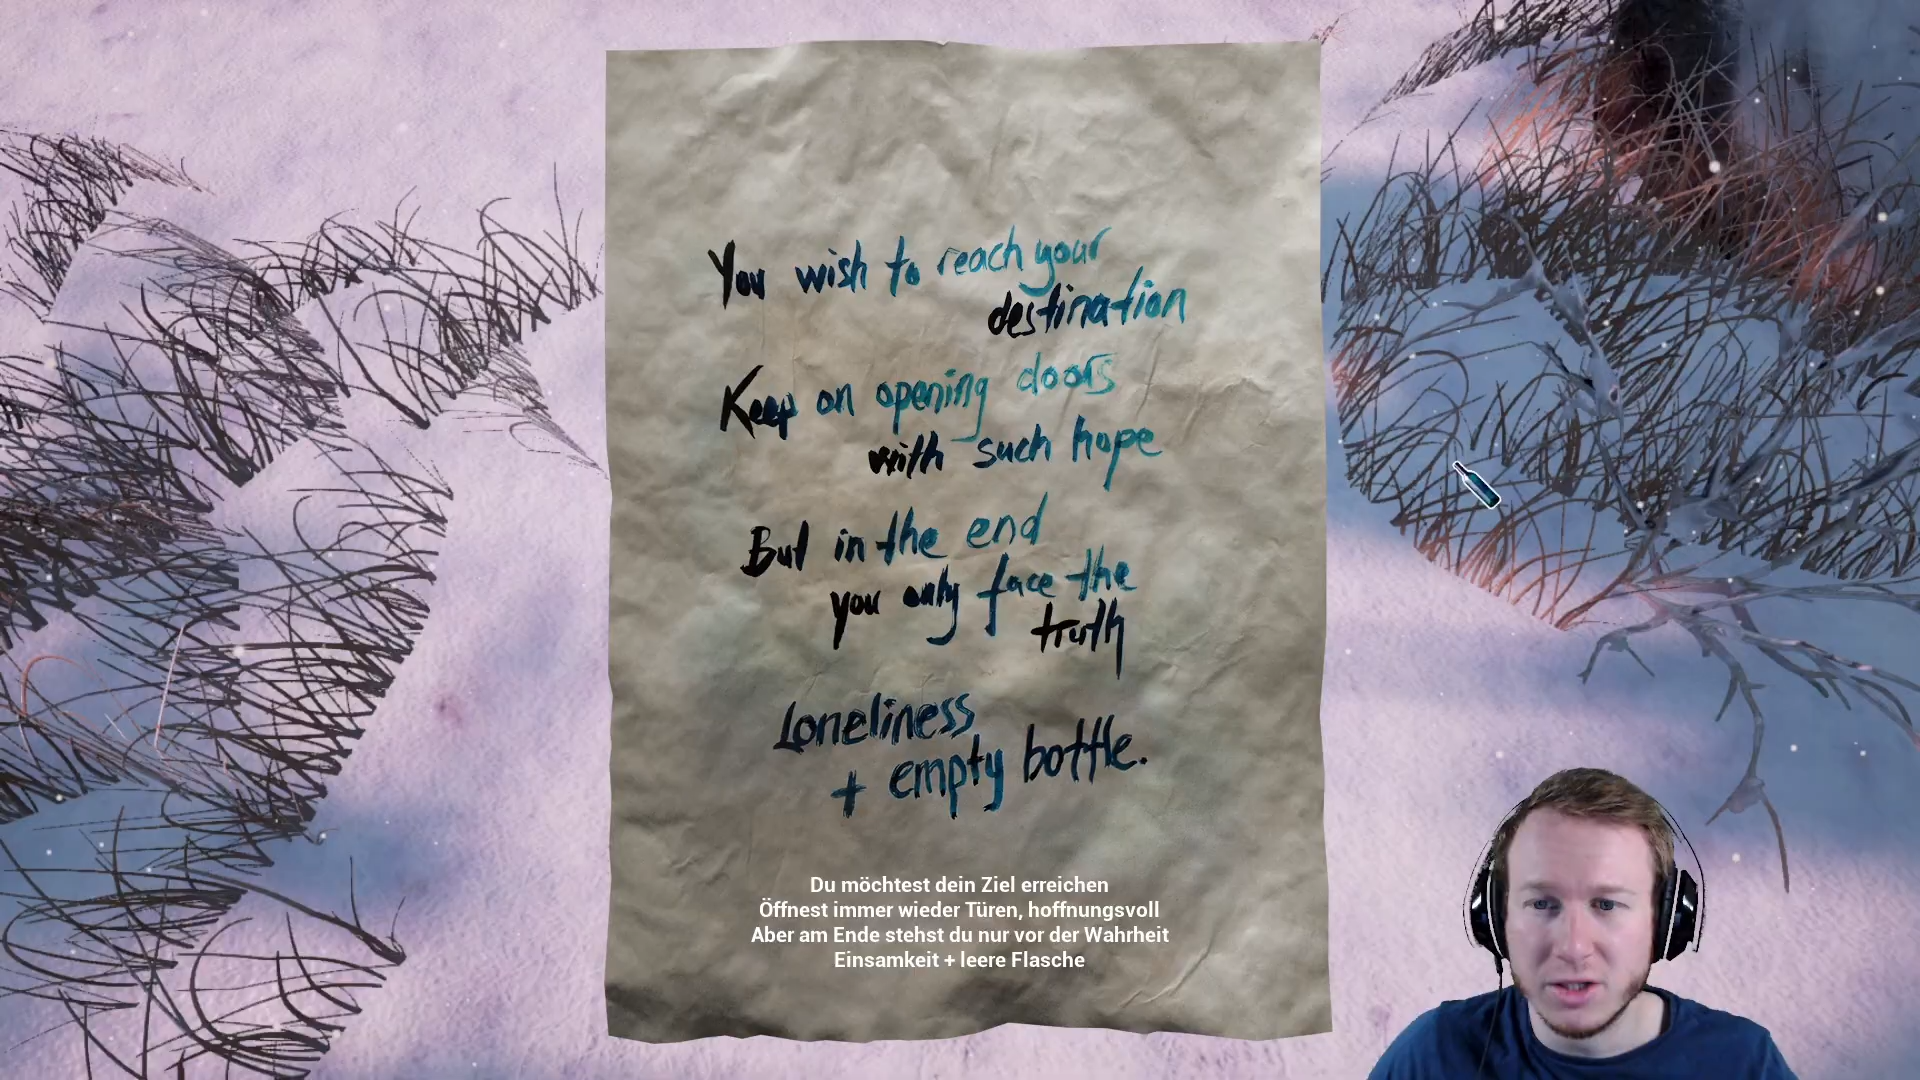 You wish to reach your
destination
Keep on opening doors
with such hope
But in the end
you only face the
truth
Loneliness
+ empty bottle.
Du möchtest dein Ziel erreichen
Öffnest immer wieder Türen, hoffnungsvoll
Aber am Ende stehst du nur vor der Wahrheit
Einsamkeit + leere Flasche